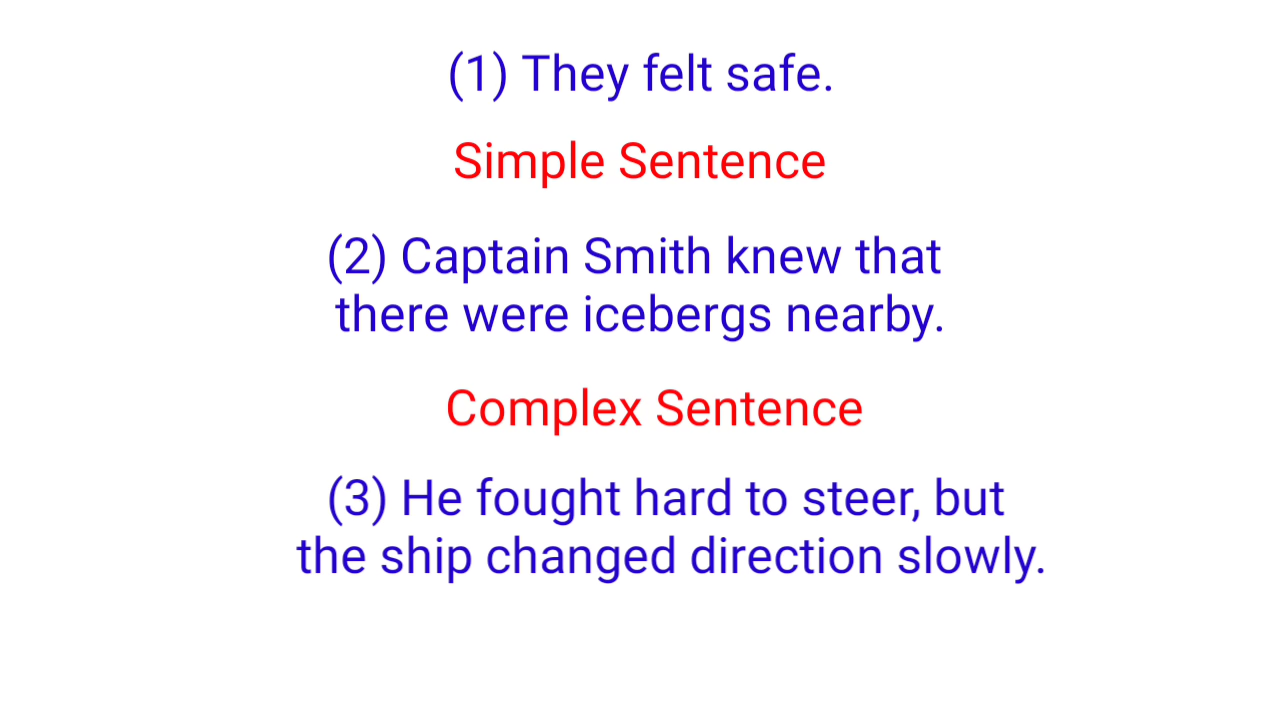 (1) They felt safe.
Simple Sentence
(2) Captain Smith knew that
there were icebergs nearby.
Complex Sentence
(3) He fought hard to steer, but
the ship changed direction slowly.